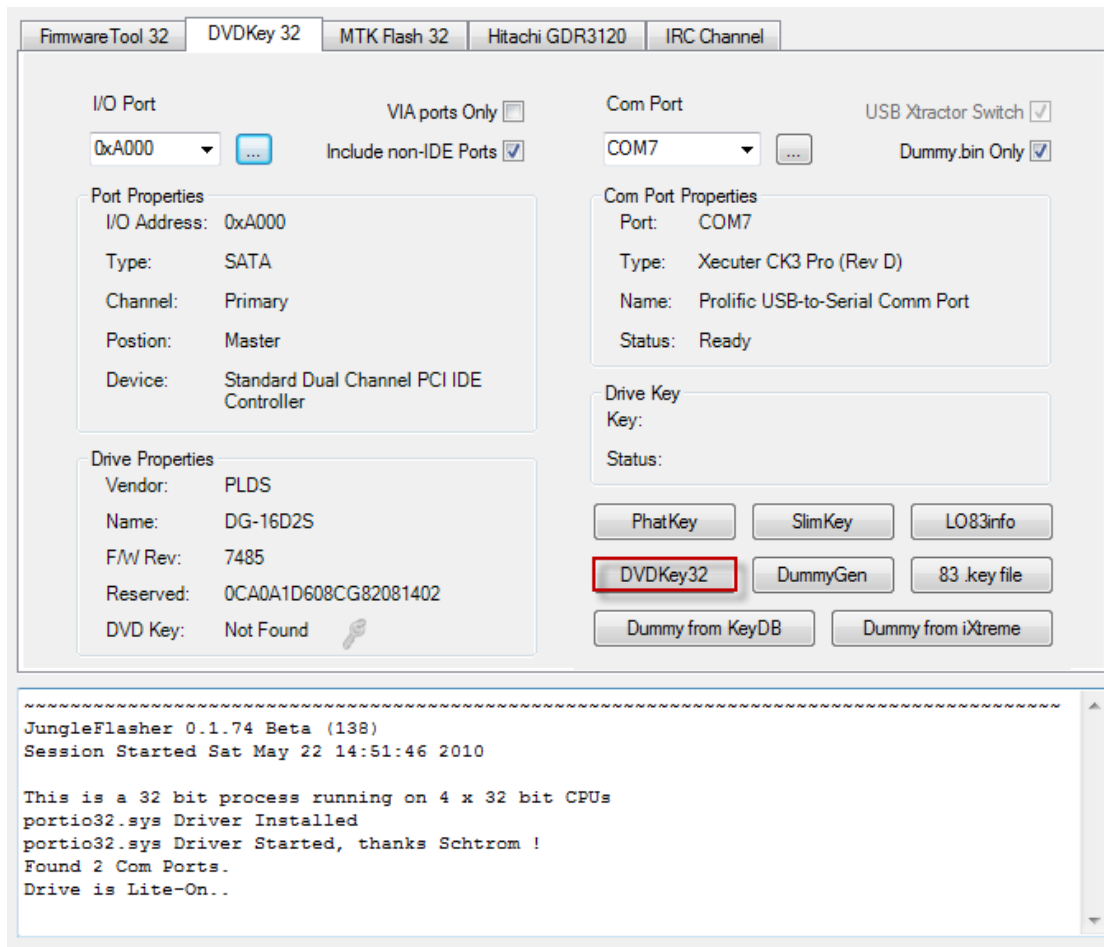 FirmwareTool 32 DVDKey 32 MTK Flash 32 Hitachi GDR3120 IRC Channel
I/O Port
VIA ports Only
0xA000
...
Include non-IDE Ports
Port Properties
I/O Address: 0xA000
Type: SATA
Channel: Primary
Postion: Master
Device: Standard Dual Channel PCI IDE
Controller
Drive Properties
Vendor: PLDS
Name: DG-16D2S
F/W Rev: 7485
Reserved: 0CA0A1D608CG82081402
DVD Key: Not Found
Com Port
USB Xtractor Switch
COM7
...
Dummy.bin Only
Com Port Properties
Port: COM7
Type: Xecuter CK3 Pro (Rev D)
Name: Prolific USB-to-Serial Comm Port
Status: Ready
Drive Key
Key:
Status:
PhatKey SlimKey LO83info
DVDKey32 DummyGen 83 .key file
Dummy from KeyDB Dummy from iXtreme
~~~~~~~~~~~~~~~~~~~~~~~~~~~~~~~~~~~~~~~~~~~~~~~~~~~~~~~~~~~~~~~~~~~~~~~~~~~~~~~~~~~~~~~~~~
JungleFlasher 0.1.74 Beta (138)
Session Started Sat May 22 14:51:46 2010
This is a 32 bit process running on 4 x 32 bit CPUs
portio32.sys Driver Installed
portio32.sys Driver Started, thanks Schtrom !
Found 2 Com Ports.
Drive is Lite-On..